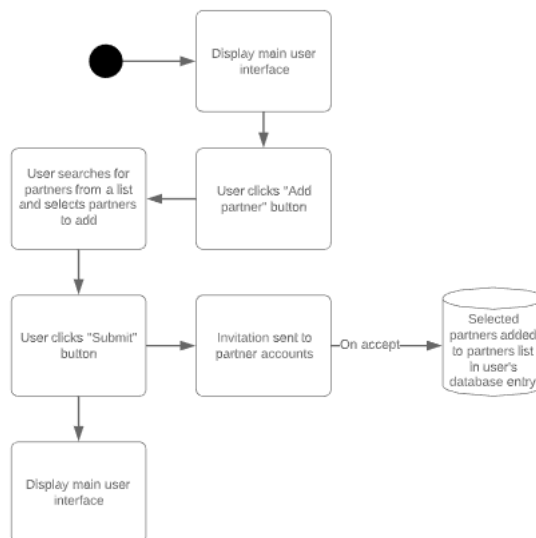 Display main user
interface
User searches for
partners from a list
and selects partners
to add
User clicks "Add
partner" button
User clicks "Submit"
button
Invitation sent to
partner accounts
On accept
Selected
partners added
to partners list
in user's
database entry
Display main user
interface